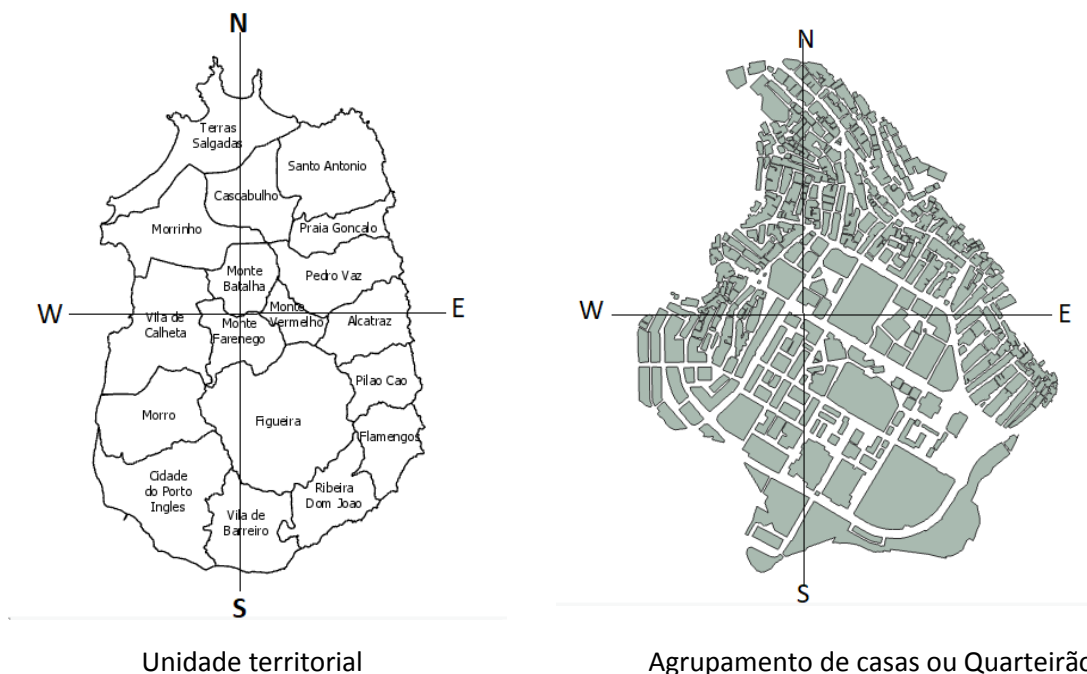 N
Terras
Salgadas
Santo Antonio
Cascabulho
Morrinho
Praia Goncalo
Monte
Batalha
Pedro Vaz
W
E
Vila de
Calheta
Monte
Vermelho
Monte
Farenego
Alcatraz
Pilao Cao
Morro
Figueira
Flamengos
Cidade
do Porto
Ingles
Ribeira
Dom Joao
Vila de
Barreiro
S
Unidade territorial
N
W
E
S
Agrupamento de casas ou Quarteirão